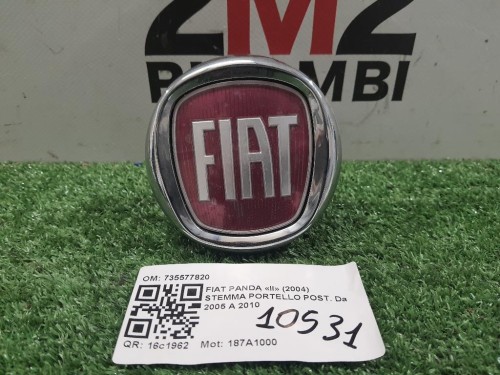 2M2
RICAMBI
FIAT
OM: 735577820
FIAT PANDA «II» (2004)
STEMMA PORTELLO POST. Da
2005 A 2010
10531
QR: 16c1962 Mot: 187A1000